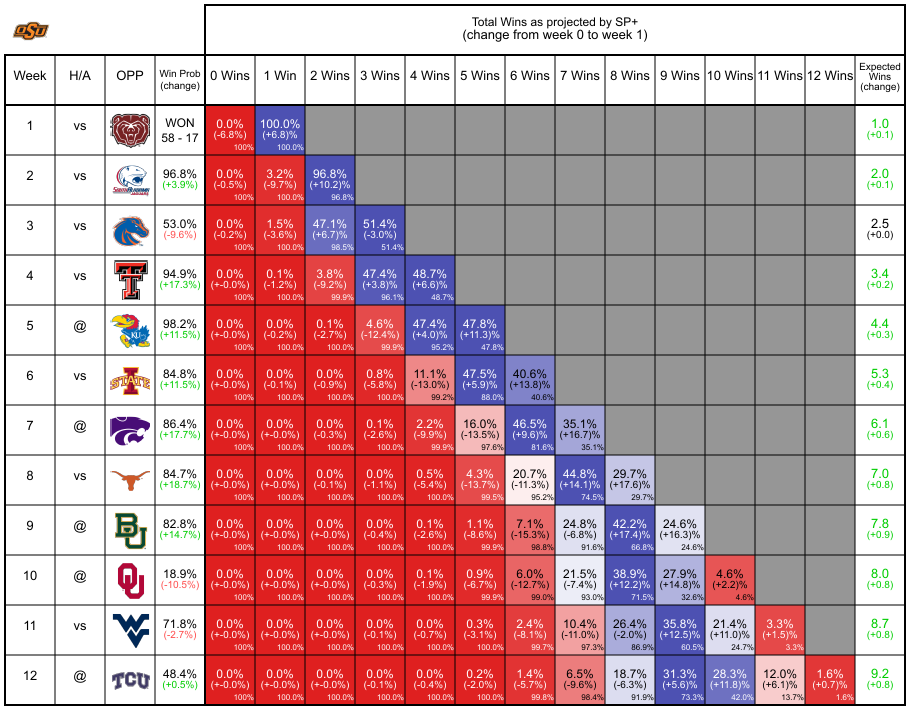 OSU
Total Wins as projected by SP+
(change from week 0 to week 1)
Week H/A OPP Win Prob (change) 0 Wins 1 Win 2 Wins 3 Wins 4 Wins 5 Wins 6 Wins 7 Wins 8 Wins 9 Wins 10 Wins 11 Wins 12 Wins Expected Wins (change)
1 vs WON 0.0% 100.0% 1.0
58 - 17 (-6.8%) (+6.8)% (+0.1)
100% 100.0%
2 vs SOUTH ALABAMA JAGUARS 96.8% 0.0% 3.2% 96.8% 2.0
(+3.9%) (-0.5%) (-9.7%) (+10.2)% (+0.1)
100% 100.0% 96.8%
3 vs 53.0% 0.0% 1.5% 47.1% 51.4% 2.5
(-9.6%) (-0.2%) (-3.6%) (+6.7)% (-3.0%) (+0.0)
100% 100.0% 98.5% 51.4%
4 vs T 94.9% 0.0% 0.1% 3.8% 47.4% 48.7% 3.4
(+17.3%) (+-0.0%) (-1.2%) (-9.2%) (+3.8)% (+6.6)% (+0.2)
100% 100.0% 99.9% 96.1% 48.7%
5 @ KU 98.2% 0.0% 0.0% 0.1% 4.6% 47.4% 47.8% 4.4
(+11.5%) (+-0.0%) (-0.2%) (-2.7%) (-12.4%) (+4.0)% (+11.3)% (+0.3)
100% 100.0% 100.0% 99.9% 95.2% 47.8%
6 vs I STATE 84.8% 0.0% 0.0% 0.0% 0.8% 11.1% 47.5% 40.6% 5.3
(+11.5%) (+-0.0%) (-0.1%) (-0.9%) (-5.8%) (-13.0%) (+5.9)% (+13.8)% (+0.4)
100% 100.0% 100.0% 100.0% 99.2% 88.0% 40.6%
7 @ 86.4% 0.0% 0.0% 0.0% 0.1% 2.2% 16.0% 46.5% 35.1% 6.1
(+17.7%) (+-0.0%) (+-0.0%) (-0.3%) (-2.6%) (-9.9%) (-13.5%) (+9.6)% (+16.7)% (+0.6)
100% 100.0% 100.0% 100.0% 99.9% 97.6% 81.6% 35.1%
8 vs 84.7% 0.0% 0.0% 0.0% 0.0% 0.5% 4.3% 20.7% 44.8% 29.7% 7.0
(+18.7%) (+-0.0%) (+-0.0%) (-0.1%) (-1.1%) (-5.4%) (-13.7%) (-11.3%) (+14.1)% (+17.6)% (+0.8)
100% 100.0% 100.0% 100.0% 100.0% 99.5% 95.2% 74.5% 29.7%
9 @ BU 82.8% 0.0% 0.0% 0.0% 0.0% 0.1% 1.1% 7.1% 24.8% 42.2% 24.6% 7.8
(+14.7%) (+-0.0%) (+-0.0%) (+-0.0%) (-0.4%) (-2.6%) (-8.6%) (-15.3%) (-6.8%) (+17.4)% (+16.3)% (+0.9)
100% 100.0% 100.0% 100.0% 100.0% 99.9% 98.8% 91.6% 66.8% 24.6%
10 @ OU 18.9% 0.0% 0.0% 0.0% 0.0% 0.1% 0.9% 6.0% 21.5% 38.9% 27.9% 4.6% 8.0
(-10.5%) (+-0.0%) (+-0.0%) (+-0.0%) (-0.3%) (-1.9%) (-6.7%) (-12.7%) (-7.4%) (+12.2)% (+14.8)% (+2.2)% (+0.8)
100% 100.0% 100.0% 100.0% 100.0% 99.9% 99.0% 93.0% 71.5% 32.6% 4.6%
11 vs WV 71.8% 0.0% 0.0% 0.0% 0.0% 0.0% 0.3% 2.4% 10.4% 26.4% 35.8% 21.4% 3.3% 8.7
(-2.7%) (+-0.0%) (+-0.0%) (+-0.0%) (-0.1%) (-0.7%) (-3.1%) (-8.1%) (-11.0%) (-2.0%) (+12.5)% (+11.0)% (+1.5)% (+0.8)
100% 100.0% 100.0% 100.0% 100.0% 100.0% 99.7% 97.3% 86.9% 60.5% 24.7% 3.3%
12 @ TCU 48.4% 0.0% 0.0% 0.0% 0.0% 0.0% 0.2% 1.4% 6.5% 18.7% 31.3% 28.3% 12.0% 1.6% 9.2
(+0.5%) (+-0.0%) (+-0.0%) (+-0.0%) (-0.1%) (-0.4%) (-2.0%) (-5.7%) (-9.6%) (-6.3%) (+5.6)% (+11.8)% (+6.1)% (+0.7)% (+0.8)
100% 100.0% 100.0% 100.0% 100.0% 100.0% 99.8% 98.4% 91.9% 73.3% 42.0% 13.7% 1.6%